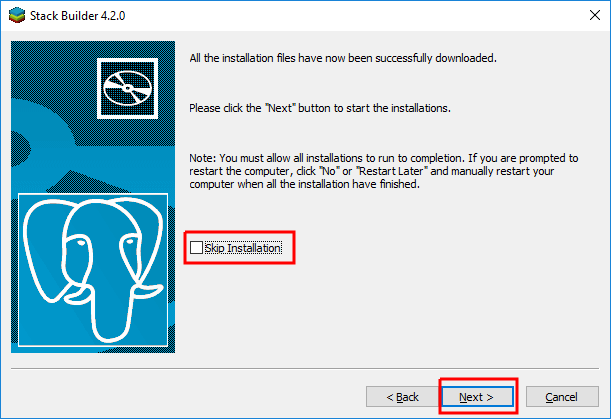 Stack Builder 4.2.0
All the installation files have now been successfully downloaded.
Please click the "Next" button to start the installations.
Note: You must allow all installations to run to completion. If you are prompted to
restart the computer, click "No" or "Restart Later" and manually restart your
computer when all the installation have finished.
Skip Installation
< Back
Next >
Cancel